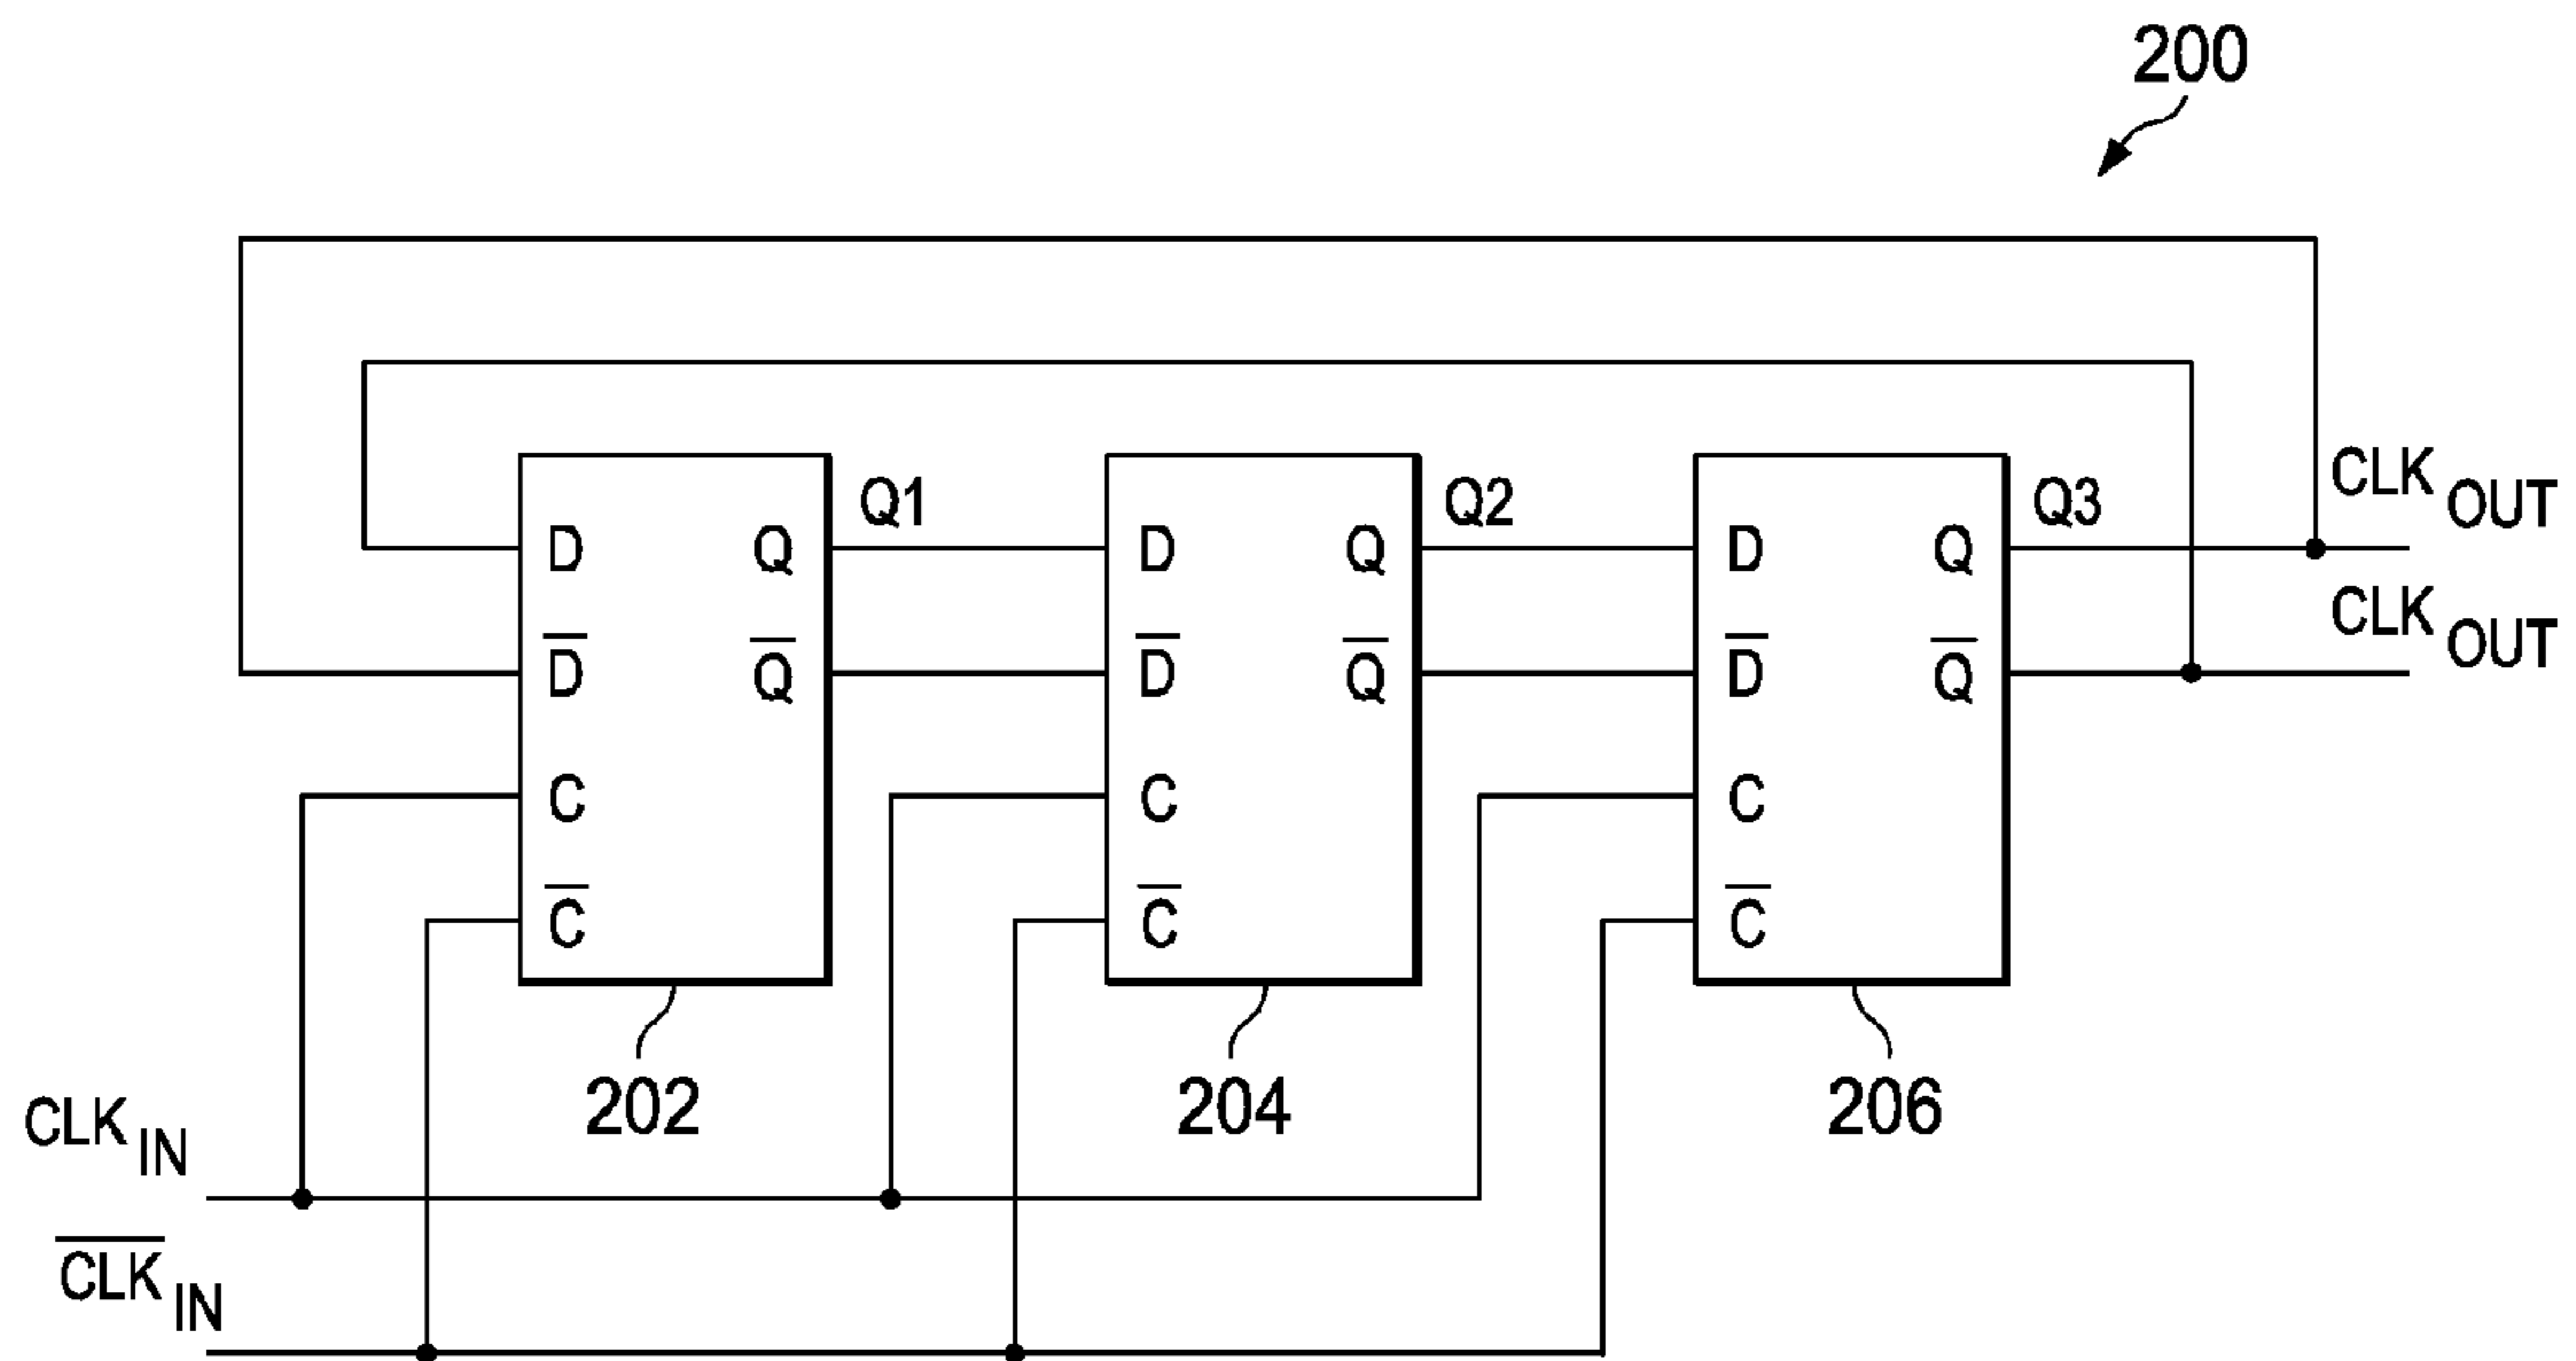 200
Q1 Q2 Q3 CLK OUT
D Q D Q D Q
CLK OUT
D̅ Q̅ D̅ Q̅ D̅ Q̅
C C C
C̅ C̅ C̅
202 204 206
CLK IN
C̅L̅K̅ IN